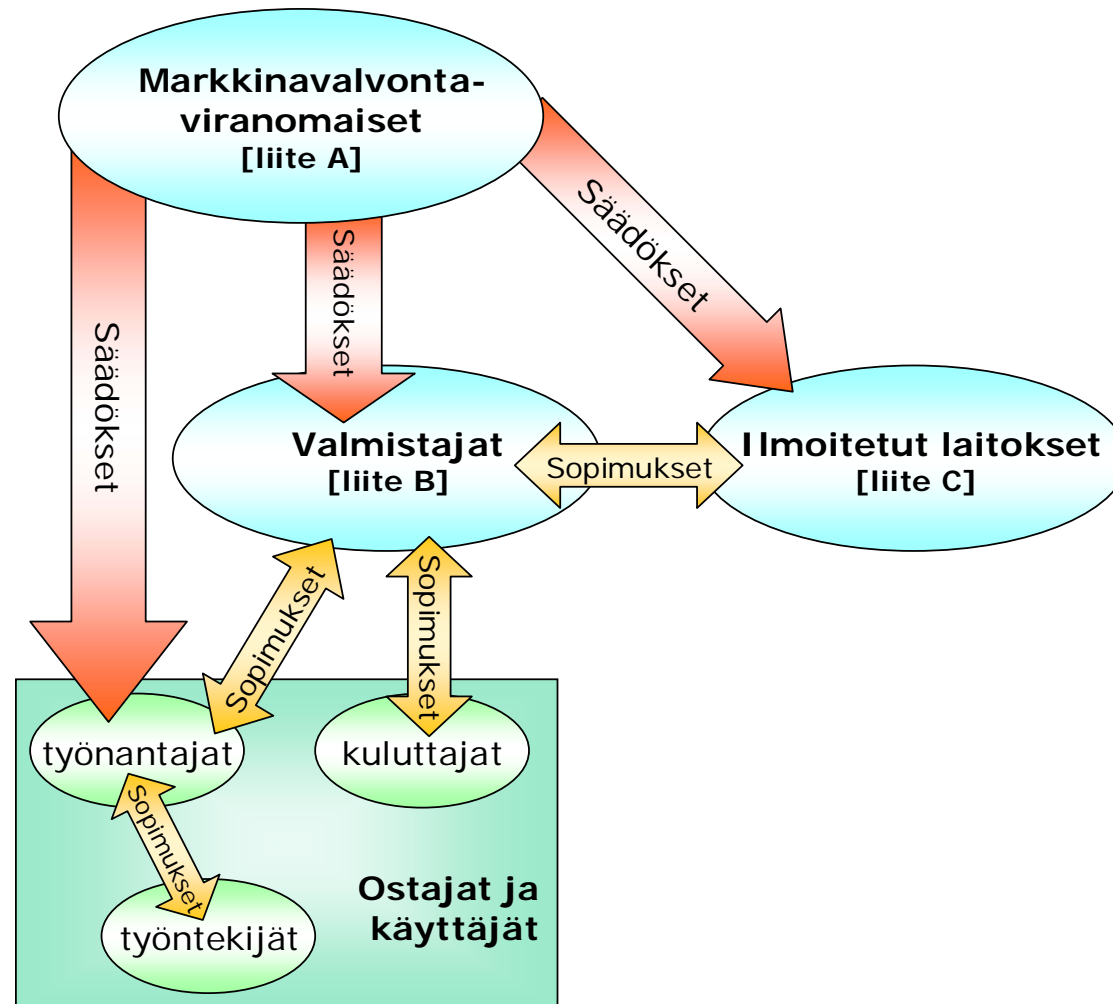 Markkinavalvonta-
viranomaiset
[liite A]
Säädökset
Säädökset
Säädökset
Valmistajat
[liite B]
Sopimukset
Ilmoitetut laitokset
[liite C]
Sopimukset
Sopimukset
työnantajat
kuluttajat
Sopimukset
Ostajat ja
käyttäjät
työntekijät